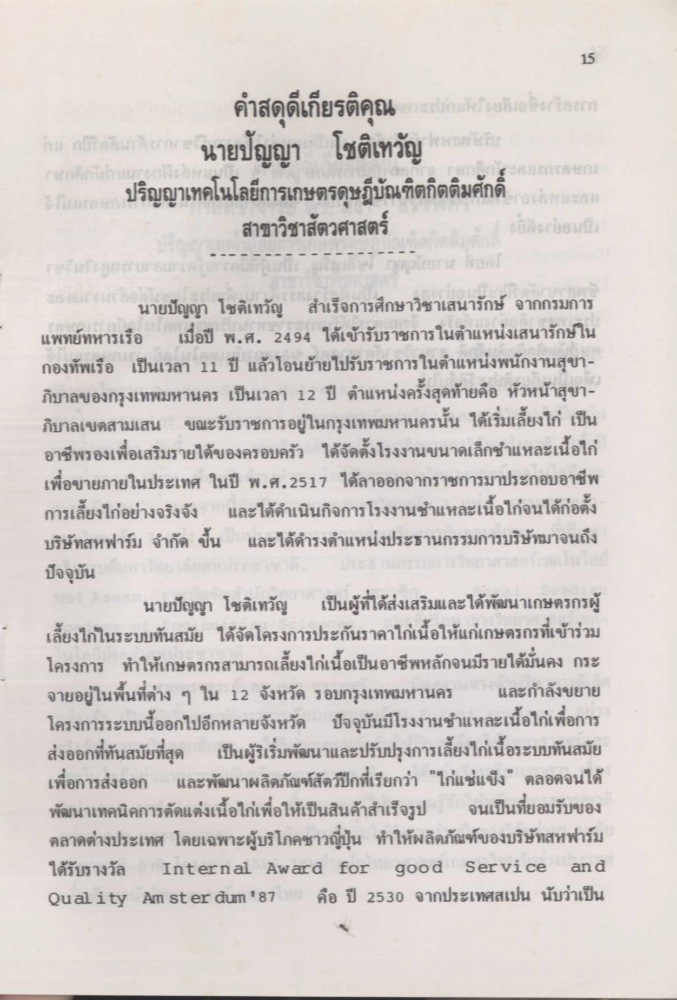 15
คำสดุดีเกียรติคุณ
นายปัญญา โชติเทวัญ
ปริญญาเทคโนโลยีการเกษตรดุษฎีบัณฑิตกิตติมศักดิ์
สาขาวิชาสัตวศาสตร์
-------------------
นายปัญญา โชติเทวัญ สำเร็จการศึกษาวิชาเสนารักษ์ จากกรมการ
แพทย์ทหารเรือ เมื่อปี พ.ศ. 2494 ได้เข้ารับราชการในตำแหน่งเสนารักษ์ใน
กองทัพเรือ เป็นเวลา 11 ปี แล้วโอนย้ายไปรับราชการในตำแหน่งพนักงานสุขา-
ภิบาลของกรุงเทพมหานคร เป็นเวลา 12 ปี ตำแหน่งครั้งสุดท้ายคือ หัวหน้าสุขา-
ภิบาลเขตสามเสน ขณะรับราชการอยู่ในกรุงเทพมหานครนั้น ได้เริ่มเลี้ยงไก่ เป็น
อาชีพรองเพื่อเสริมรายได้ของครอบครัว ได้จัดตั้งโรงงานขนาดเล็กชำแหละเนื้อไก่
เพื่อขายภายในประเทศ ในปี พ.ศ.2517 ได้ลาออกจากราชการมาประกอบอาชีพ
การเลี้ยงไก่อย่างจริงจัง และได้ดำเนินกิจการโรงงานชำแหละเนื้อไก่จนได้ก่อตั้ง
บริษัทสหฟาร์ม จำกัด ขึ้น และได้ดำรงตำแหน่งประธานกรรมการบริษัทมาจนถึง
ปัจจุบัน
นายปัญญา โชติเทวัญ เป็นผู้ที่ได้ส่งเสริมและได้พัฒนาเกษตรกรผู้
เลี้ยงไก่ในระบบทันสมัย ได้จัดโครงการประกันราคาไก่เนื้อให้แก่เกษตรกรที่เข้าร่วม
โครงการ ทำให้เกษตรกรสามารถเลี้ยงไก่เนื้อเป็นอาชีพหลักจนมีรายได้มั่นคง กระ
จายอยู่ในพื้นที่ต่าง ๆ ใน 12 จังหวัด รอบกรุงเทพมหานคร และกำลังขยาย
โครงการระบบนี้ออกไปอีกหลายจังหวัด ปัจจุบันมีโรงงานชำแหละเนื้อไก่เพื่อการ
ส่งออกที่ทันสมัยที่สุด เป็นผู้ริเริ่มพัฒนาและปรับปรุงการเลี้ยงไก่เนื้อระบบทันสมัย
เพื่อการส่งออก และพัฒนาผลิตภัณฑ์สัตว์ปีกที่เรียกว่า "ไก่แช่แข็ง" ตลอดจนได้
พัฒนาเทคนิคการตัดแต่งเนื้อไก่เพื่อให้เป็นสินค้าสำเร็จรูป จนเป็นที่ยอมรับของ
ตลาดต่างประเทศ โดยเฉพาะผู้บริโภคชาวญี่ปุ่น ทำให้ผลิตภัณฑ์ของบริษัทสหฟาร์ม
ได้รับรางวัล Internal Award for good Service and
Quality Amsterdum'87 คือ ปี 2530 จากประเทศสเปน นับว่าเป็น